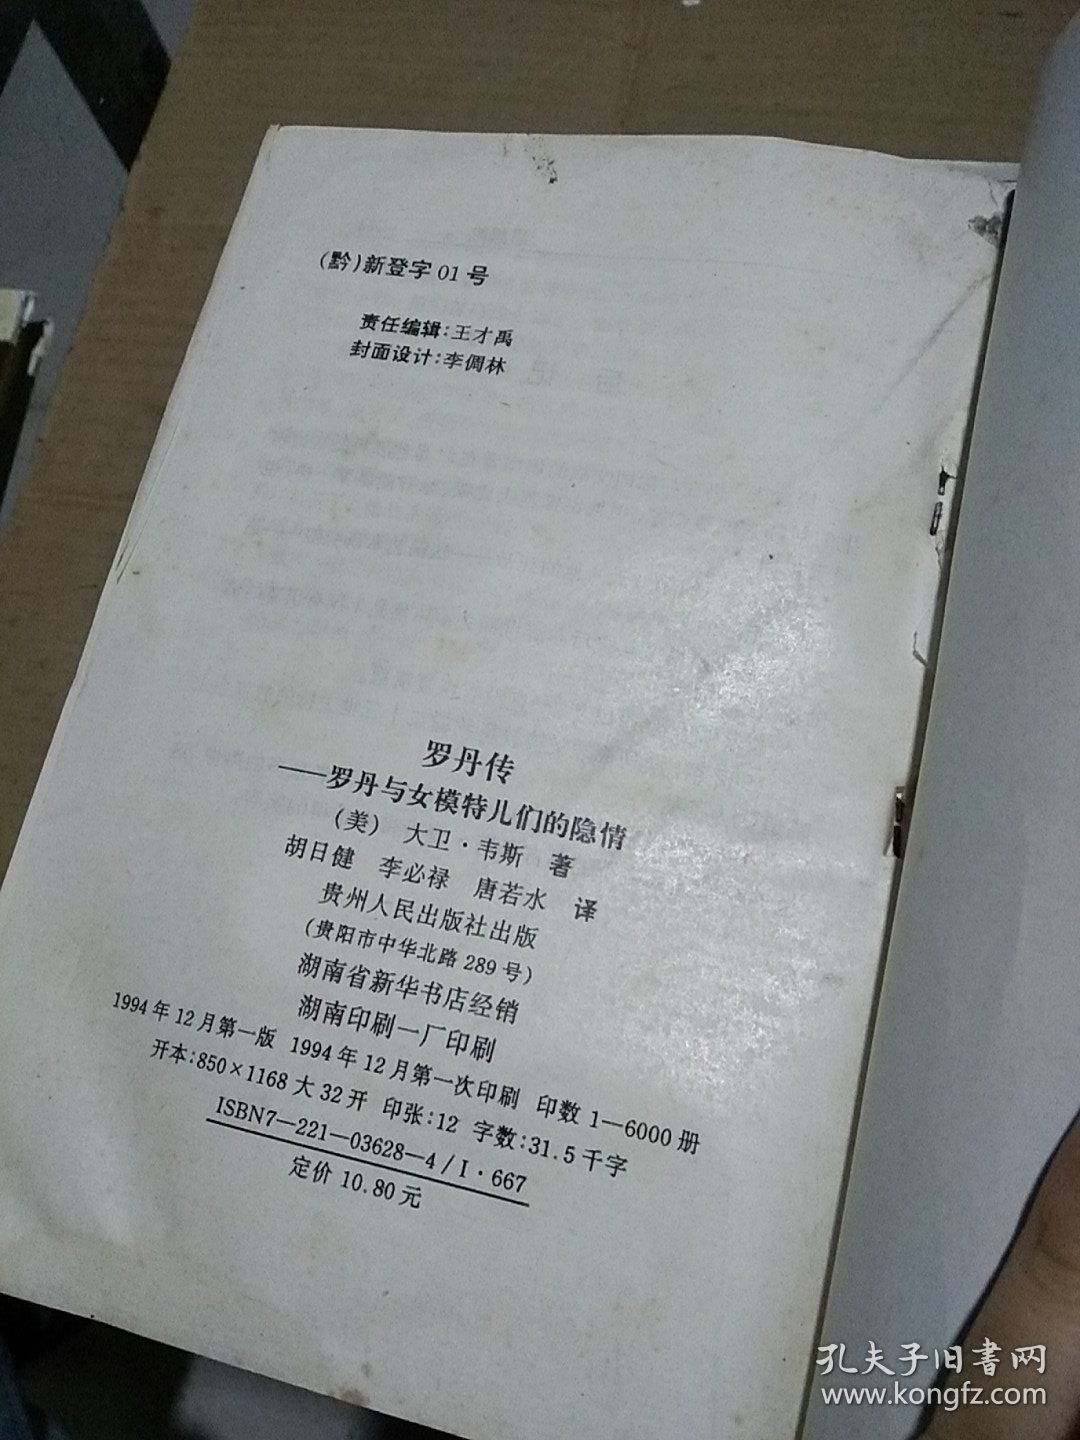 (黔)新登字01号
责任编辑:王才禹
封面设计:李倜林
罗丹传
——罗丹与女模特儿们的隐情
(美) 大卫·韦斯 著
胡日健 李必禄 唐若水 译
贵州人民出版社出版
(贵阳市中华北路289号)
湖南省新华书店经销
湖南印刷一厂印刷
1994年12月第一版 1994年12月第一次印刷 印数1—6000册
开本:850×1168大32开 印张:12 字数:31.5千字
ISBN7—221—03628—4/I·667
定价10.80元
孔夫子旧書网
www.kongfz.com